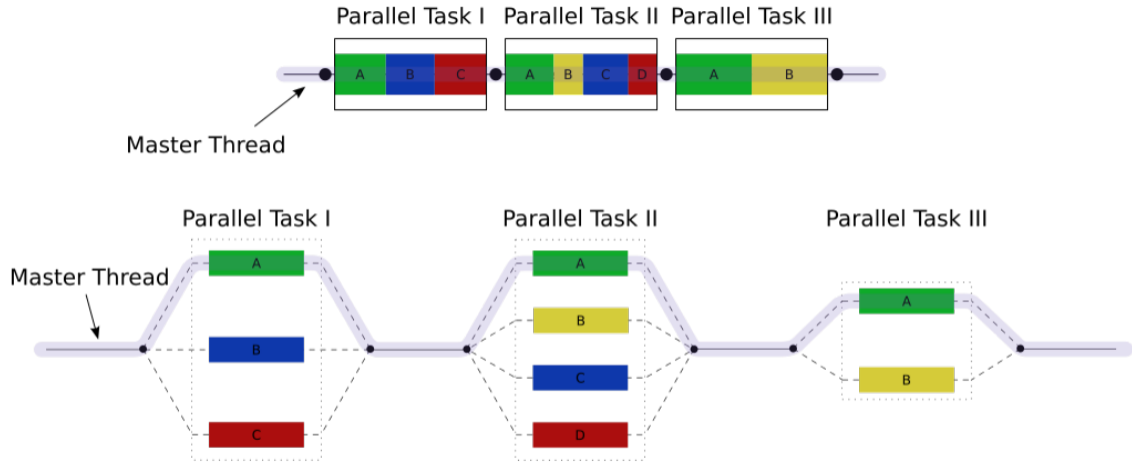 Parallel Task I Parallel Task II Parallel Task III
A B C A B C D A B
Master Thread
Parallel Task I Parallel Task II Parallel Task III
A A
Master Thread
A
B
B
C
B
C D